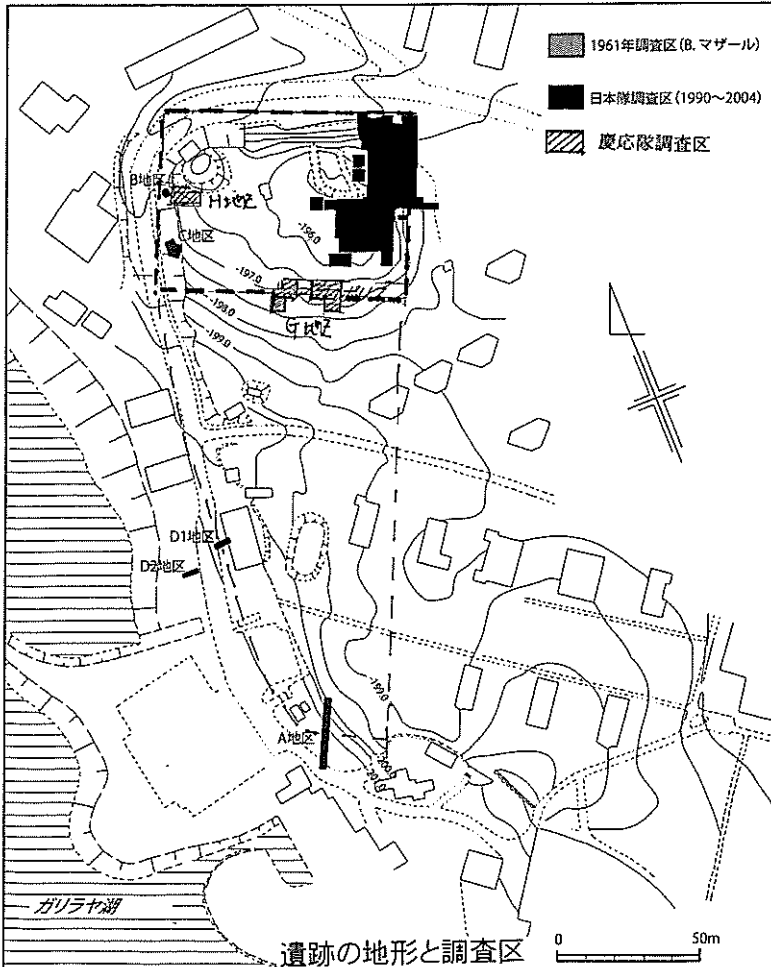 1961年調査区(B. マザール)
日本隊調査区(1990~2004)
慶応隊調査区
B地区
H地区
C地区
-196.0
-197.0
G地区
-198.0
-199.0
D1地区
D2地区
-199.0
A地区
ガリラヤ湖
遺跡の地形と調査区
0 50m